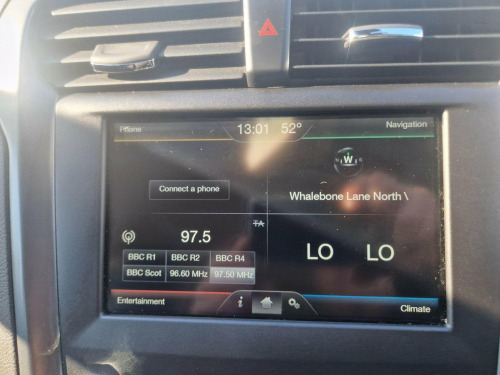 Phone
13:01 52°
Navigation
W
Connect a phone
Whalebone Lane North \
TA
97.5
LO LO
BBC R1 BBC R2 BBC R4
BBC Scot 96.60 MHz 97.50 MHz
Entertainment
i
Climate